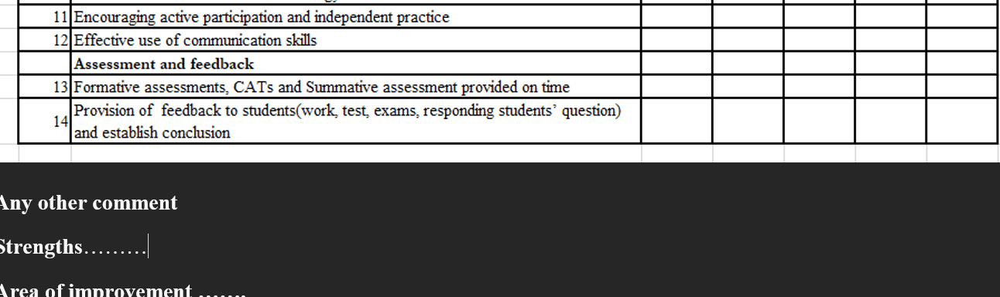 11 Encouraging active participation and independent practice
12 Effective use of communication skills
Assessment and feedback
13 Formative assessments, CATs and Summative assessment provided on time
14 Provision of feedback to students(work, test, exams, responding students’ question)
and establish conclusion
Any other comment
Strengths………
Area of improvement …….